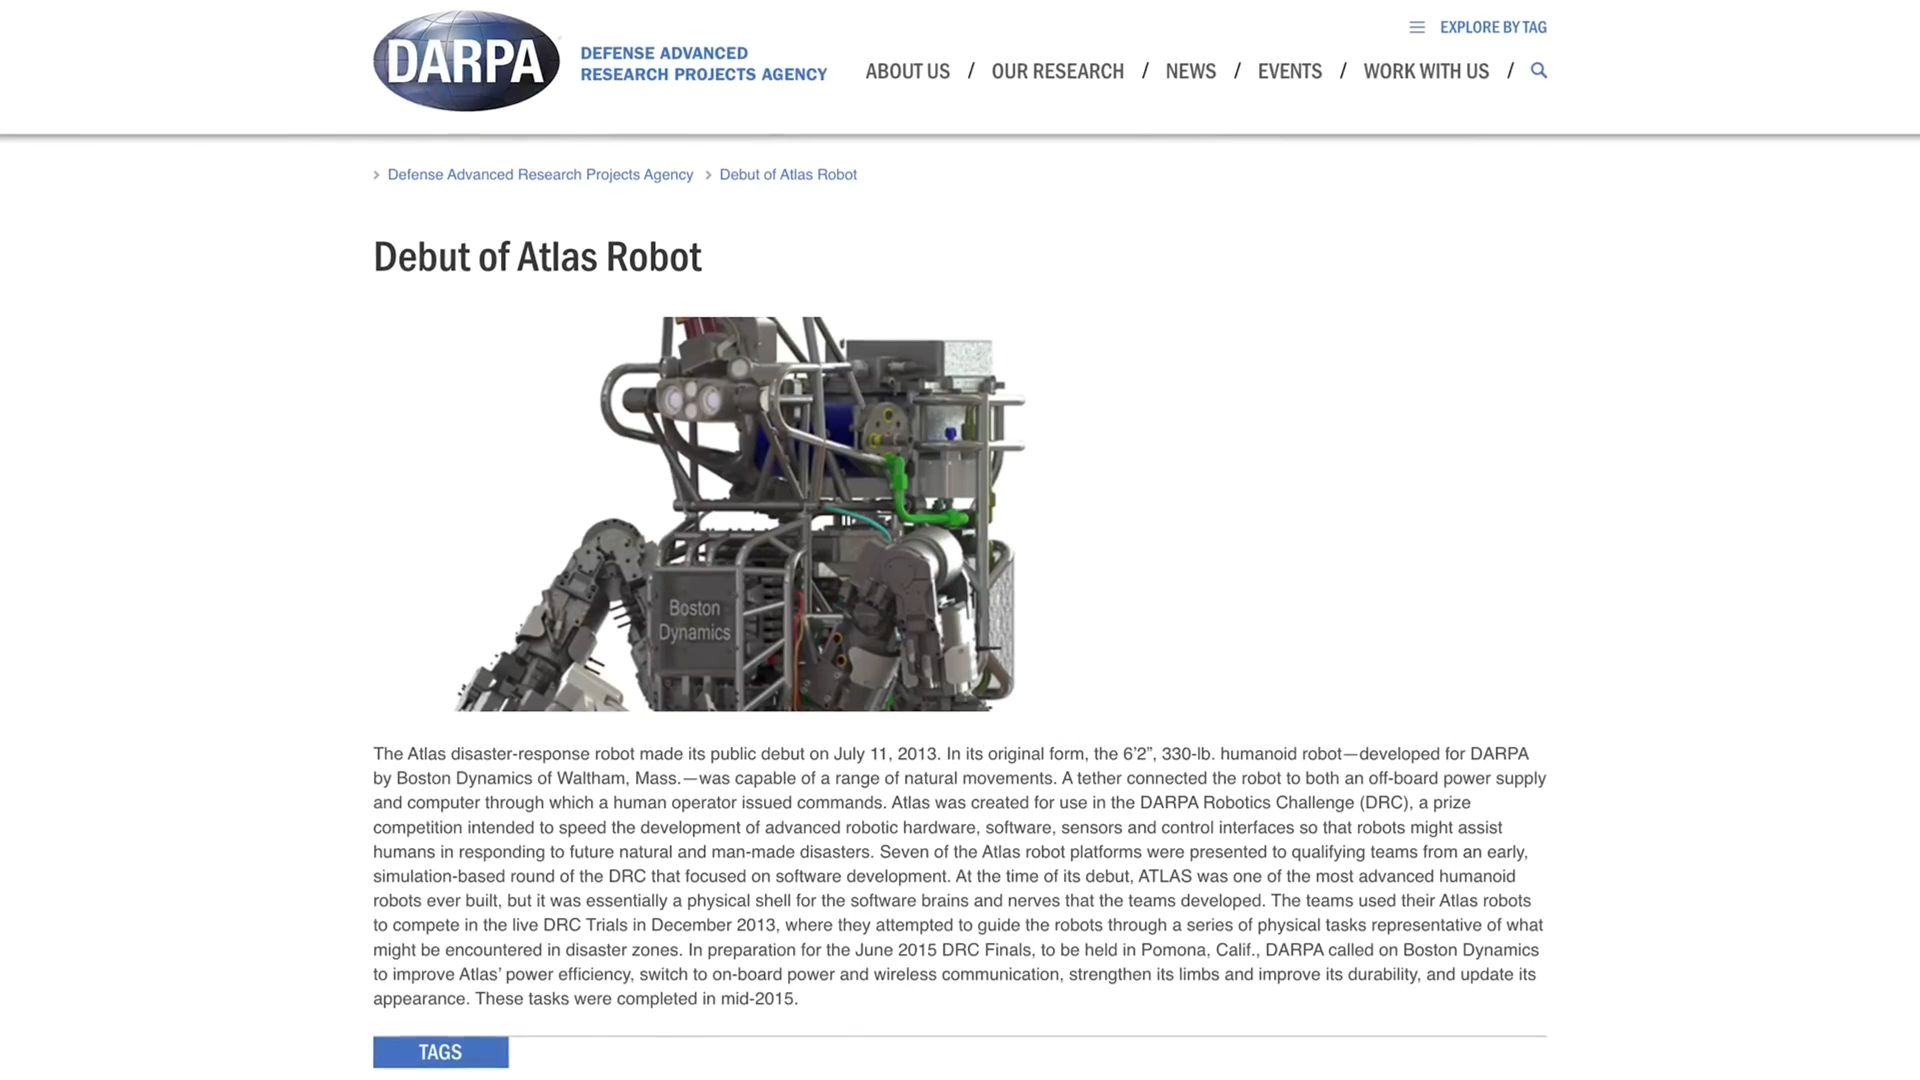 DARPA
DEFENSE ADVANCED
RESEARCH PROJECTS AGENCY
EXPLORE BY TAG
ABOUT US / OUR RESEARCH / NEWS / EVENTS / WORK WITH US /
› Defense Advanced Research Projects Agency › Debut of Atlas Robot
Debut of Atlas Robot
Boston
Dynamics
The Atlas disaster-response robot made its public debut on July 11, 2013. In its original form, the 6’2”, 330-lb. humanoid robot—developed for DARPA
by Boston Dynamics of Waltham, Mass.—was capable of a range of natural movements. A tether connected the robot to both an off-board power supply
and computer through which a human operator issued commands. Atlas was created for use in the DARPA Robotics Challenge (DRC), a prize
competition intended to speed the development of advanced robotic hardware, software, sensors and control interfaces so that robots might assist
humans in responding to future natural and man-made disasters. Seven of the Atlas robot platforms were presented to qualifying teams from an early,
simulation-based round of the DRC that focused on software development. At the time of its debut, ATLAS was one of the most advanced humanoid
robots ever built, but it was essentially a physical shell for the software brains and nerves that the teams developed. The teams used their Atlas robots
to compete in the live DRC Trials in December 2013, where they attempted to guide the robots through a series of physical tasks representative of what
might be encountered in disaster zones. In preparation for the June 2015 DRC Finals, to be held in Pomona, Calif., DARPA called on Boston Dynamics
to improve Atlas’ power efficiency, switch to on-board power and wireless communication, strengthen its limbs and improve its durability, and update its
appearance. These tasks were completed in mid-2015.
TAGS